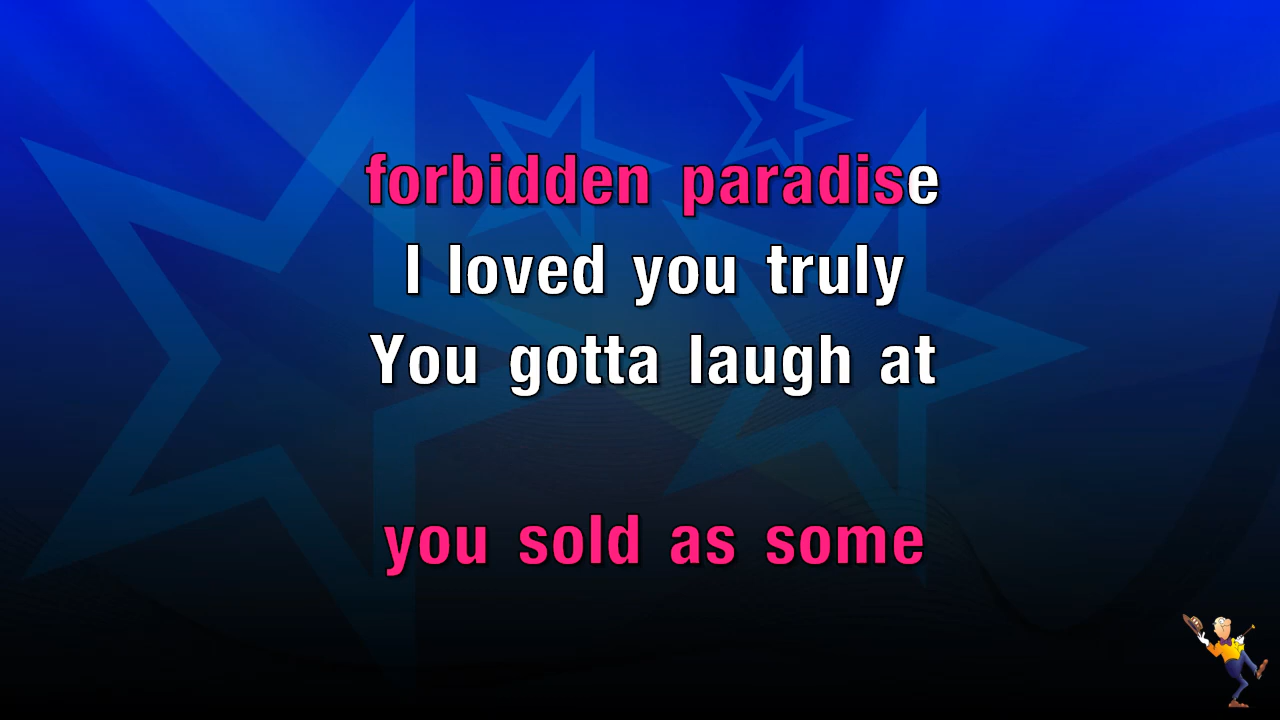 forbidden paradise
I loved you truly
You gotta laugh at
you sold as some